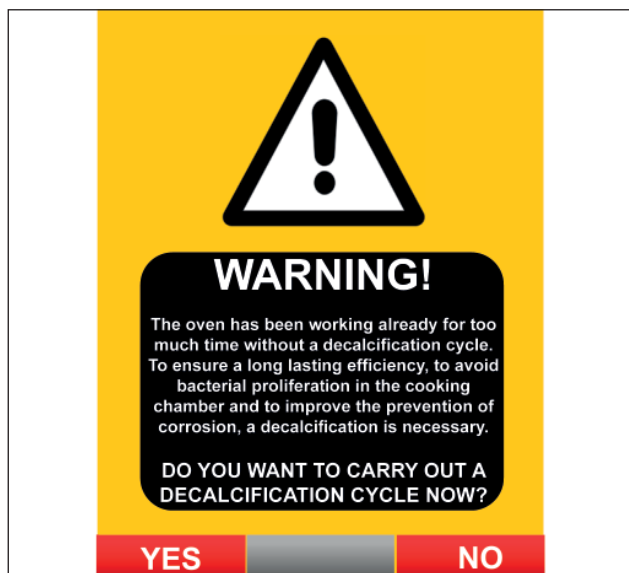 WARNING!
The oven has been working already for too
much time without a decalcification cycle.
To ensure a long lasting efficiency, to avoid
bacterial proliferation in the cooking
chamber and to improve the prevention of
corrosion, a decalcification is necessary.
DO YOU WANT TO CARRY OUT A
DECALCIFICATION CYCLE NOW?
YES NO